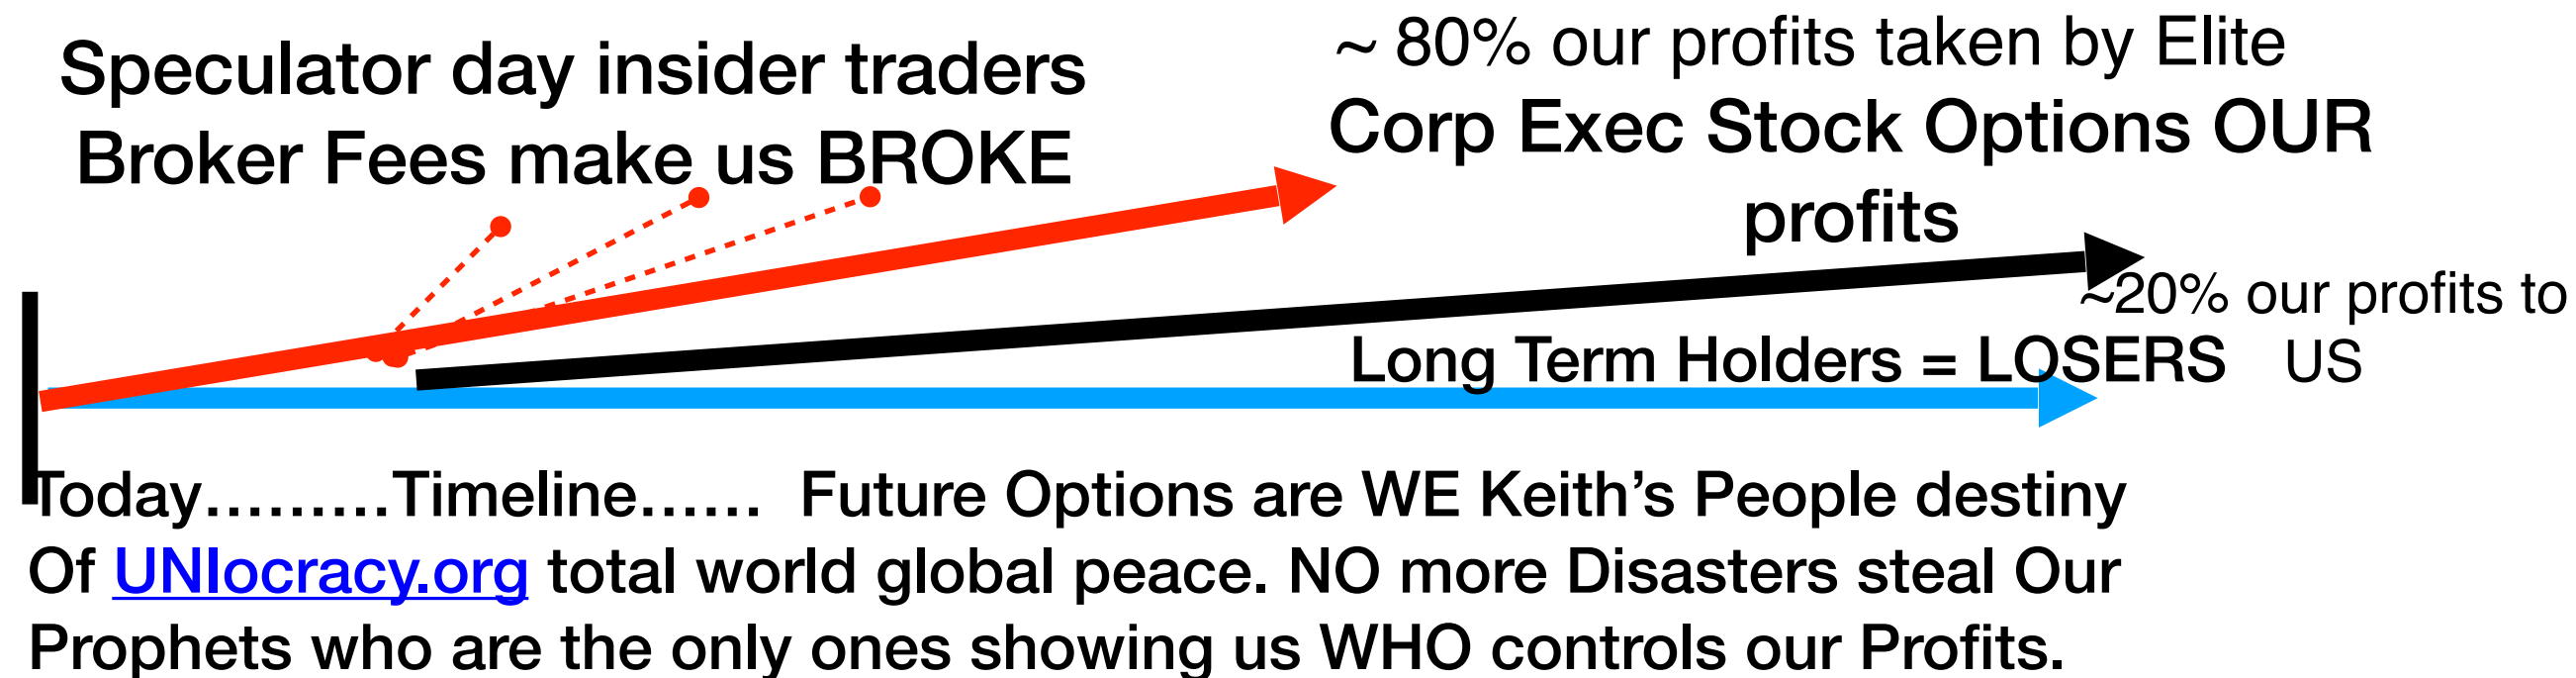 Speculator day insider traders
Broker Fees make us BROKE
~ 80% our profits taken by Elite
Corp Exec Stock Options OUR
profits
~20% our profits to
US
Long Term Holders = LOSERS
Today.........Timeline...... Future Options are WE Keith’s People destiny
Of UNIocracy.org total world global peace. NO more Disasters steal Our
Prophets who are the only ones showing us WHO controls our Profits.